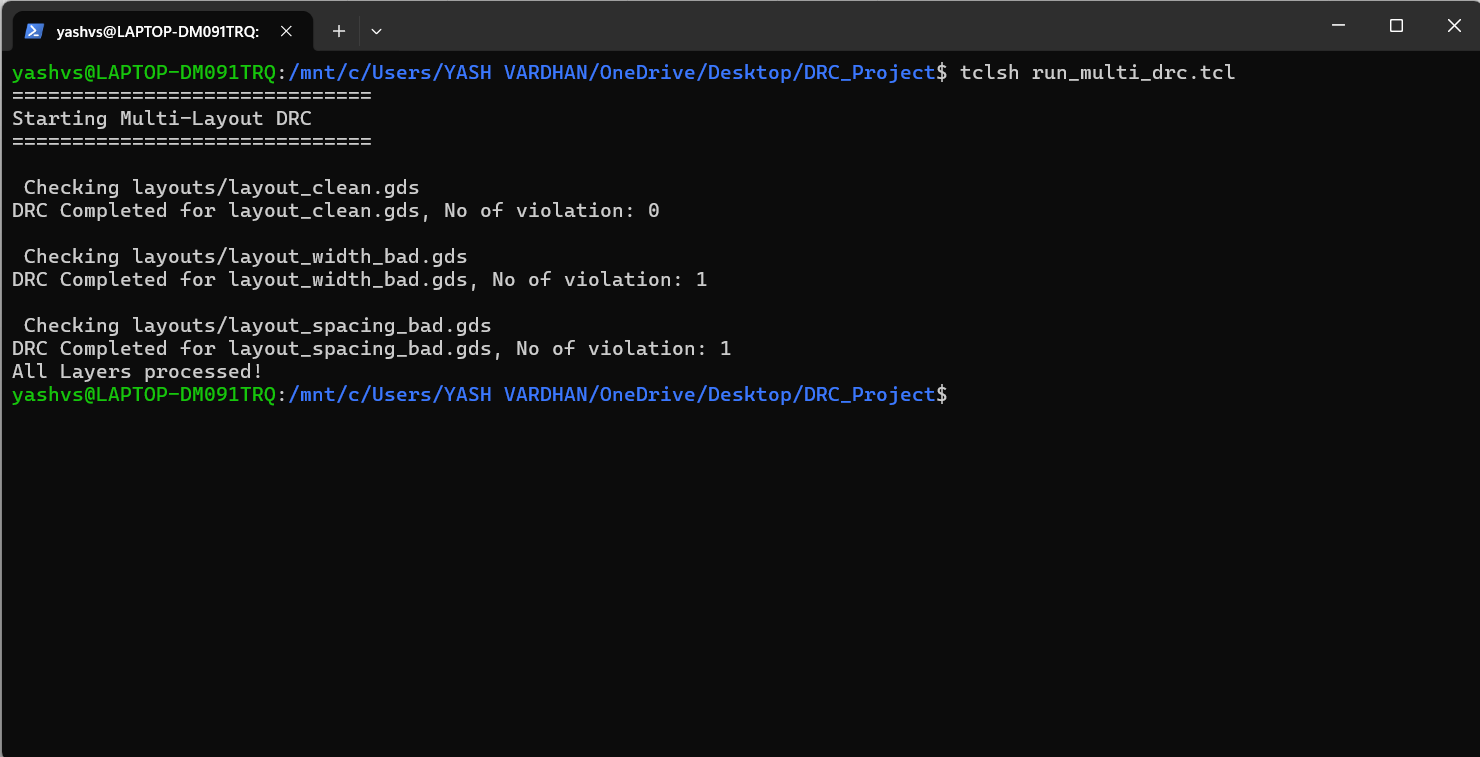 yashvs@LAPTOP-DM091TRQ:
yashvs@LAPTOP-DM091TRQ:/mnt/c/Users/YASH VARDHAN/OneDrive/Desktop/DRC_Project$ tclsh run_multi_drc.tcl
==============================
Starting Multi-Layout DRC
==============================
Checking layouts/layout_clean.gds
DRC Completed for layout_clean.gds, No of violation: 0
Checking layouts/layout_width_bad.gds
DRC Completed for layout_width_bad.gds, No of violation: 1
Checking layouts/layout_spacing_bad.gds
DRC Completed for layout_spacing_bad.gds, No of violation: 1
All Layers processed!
yashvs@LAPTOP-DM091TRQ:/mnt/c/Users/YASH VARDHAN/OneDrive/Desktop/DRC_Project$